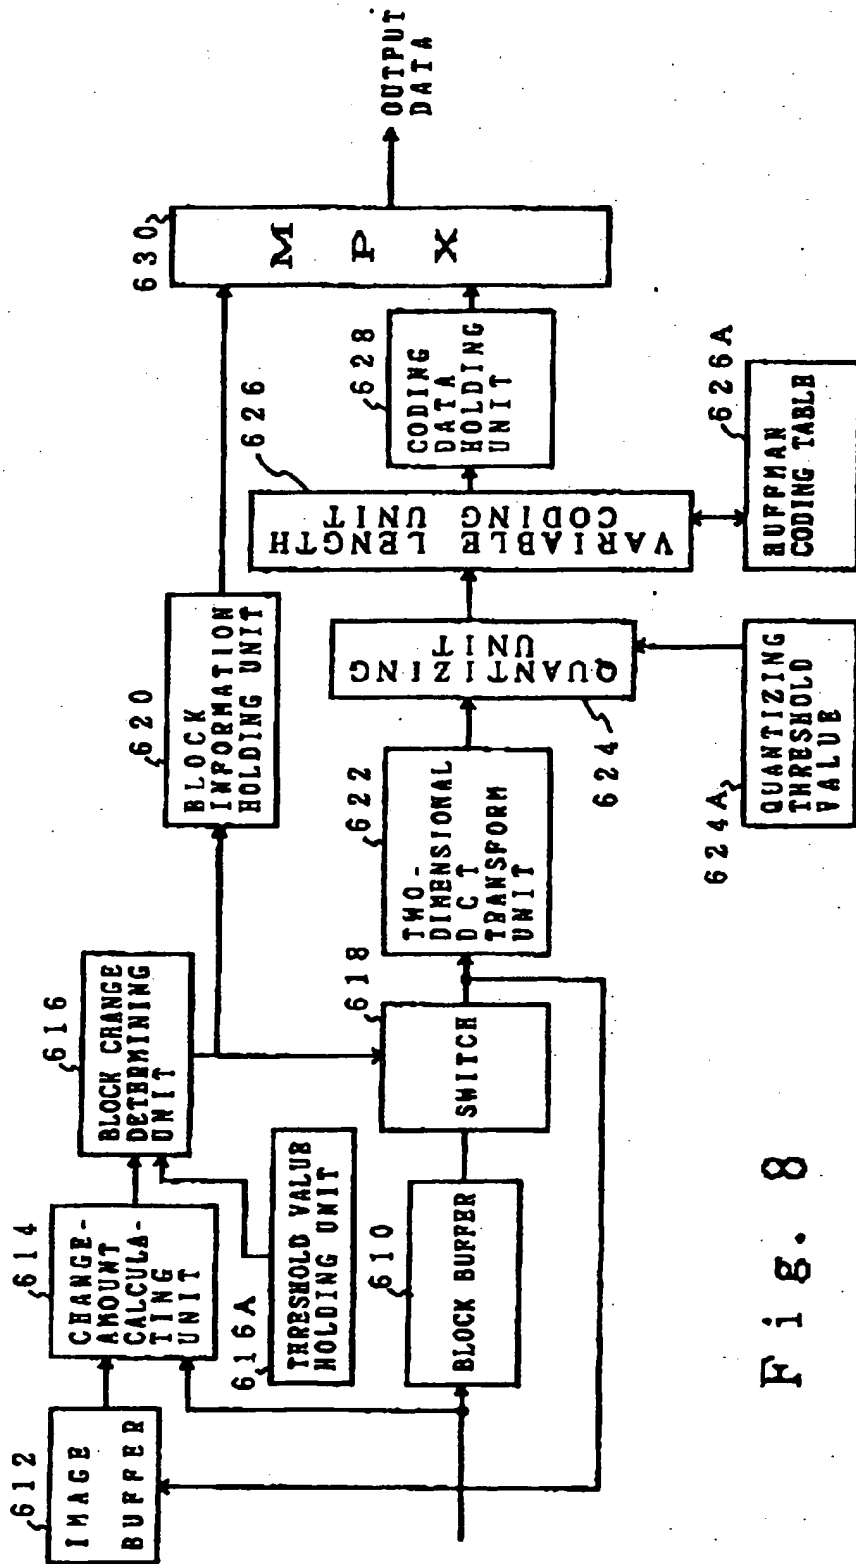 612
IMAGE
BUFFER
614
CHANGE-
AMOUNT
CALCULA-
TING
UNIT
616
BLOCK CHANGE
DETERMINING
UNIT
616A
THRESHOLD VALUE
HOLDING UNIT
610
BLOCK BUFFER
618
SWITCH
620
BLOCK
INFORMATION
HOLDING UNIT
622
TWO-
DIMENSIONAL
DCT
TRANSFORM
UNIT
624
QUANTIZING
UNIT
624A
QUANTIZING
THRESHOLD
VALUE
626
VARIABLE LENGTH
CODING UNIT
626A
HUFFMAN
CODING TABLE
628
CODING
DATA
HOLDING
UNIT
630
MPX
OUTPUT
DATA
Fig. 8